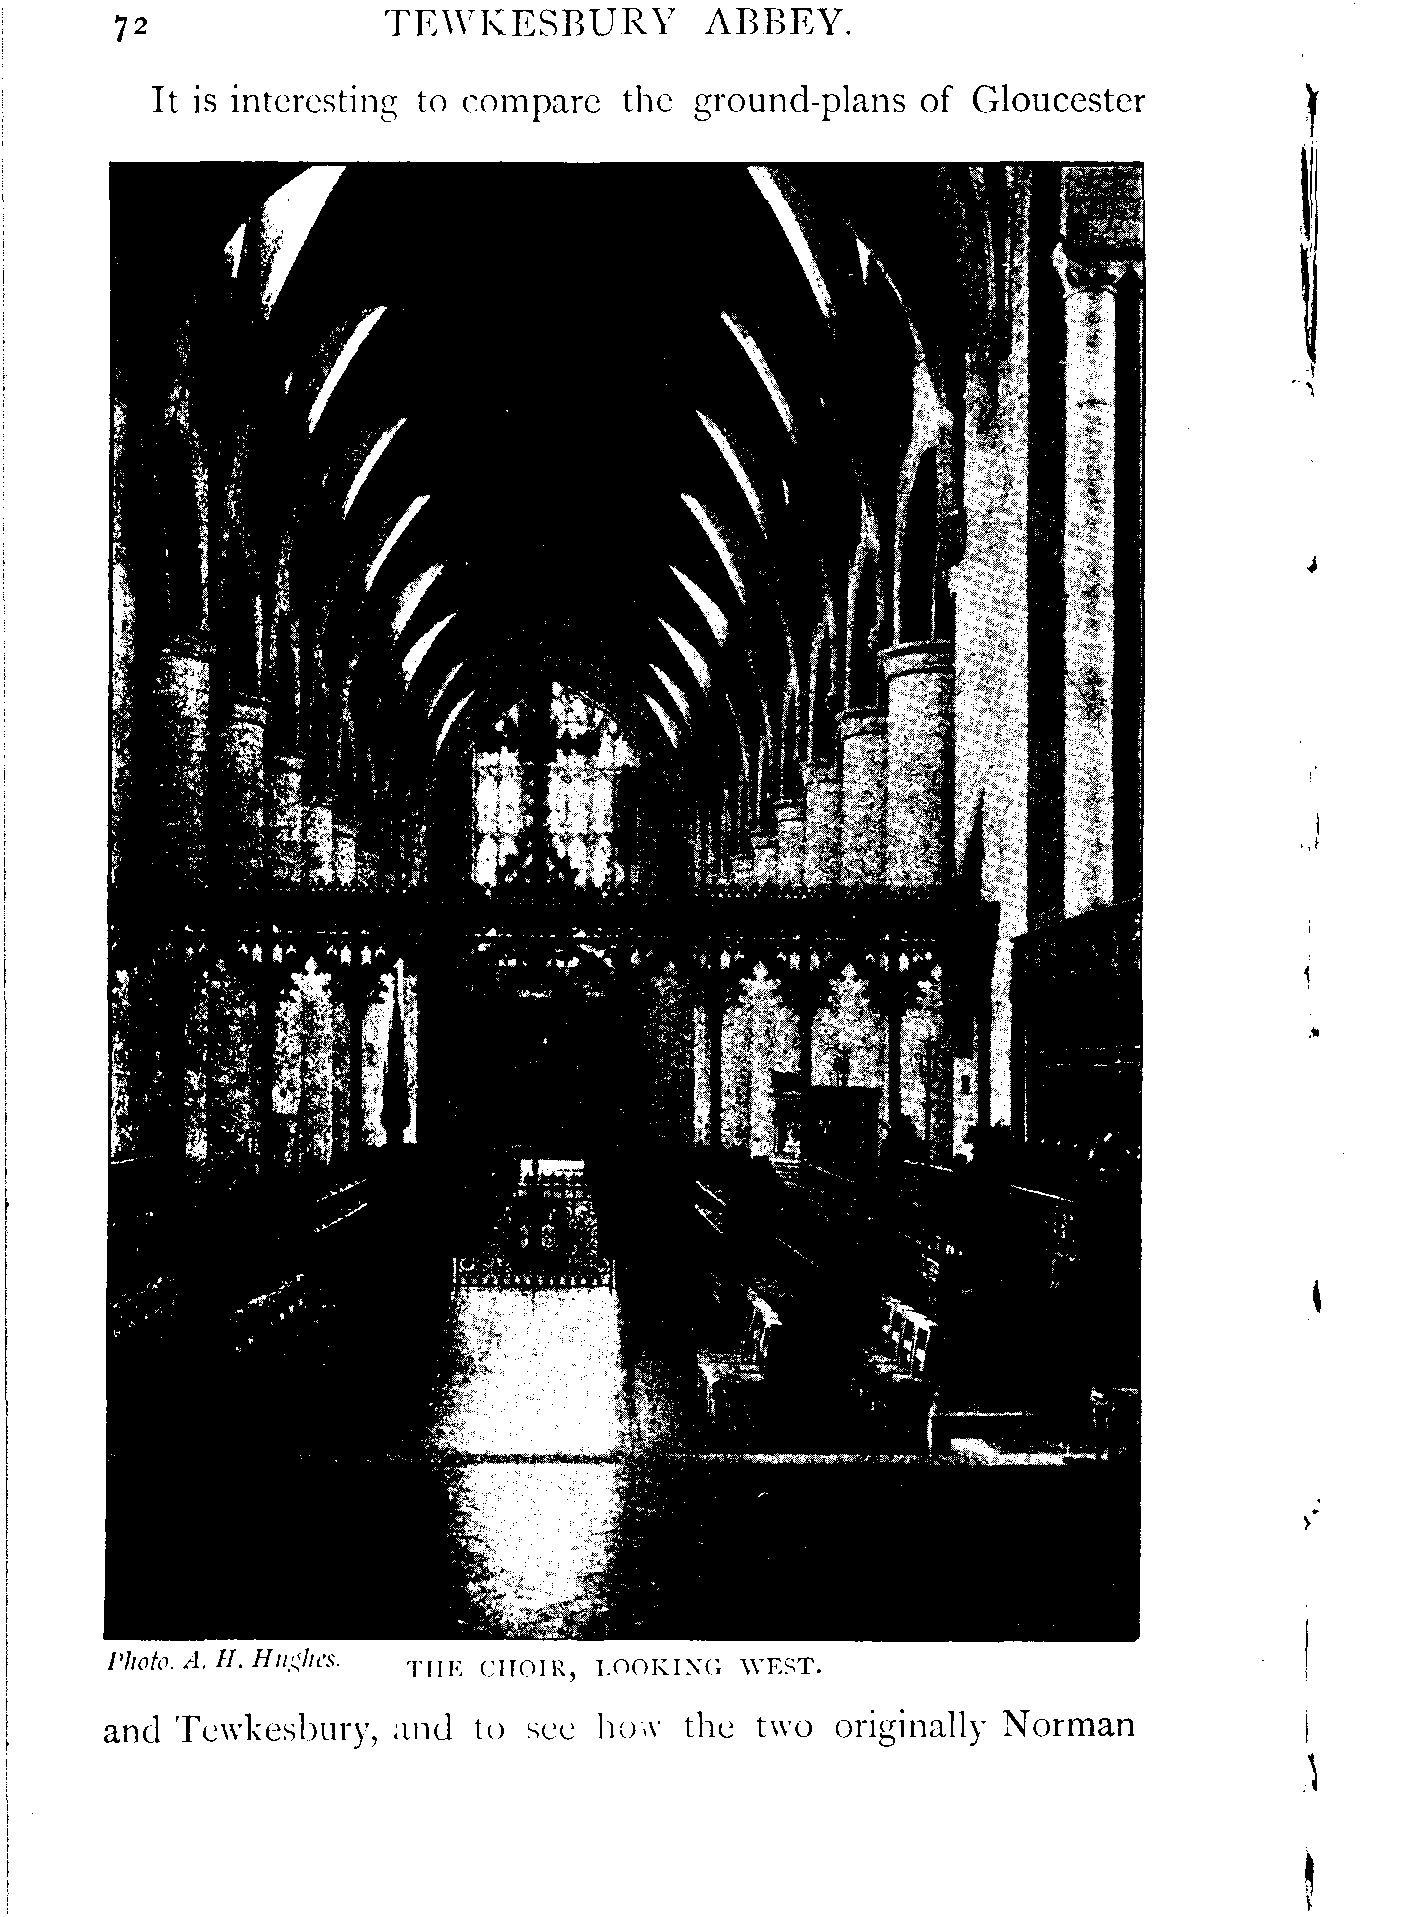 72 TEWKESBURY ABBEY.
It is interesting to compare the ground-plans of Gloucester
Photo. A. H. Hughes.
THE CHOIR, LOOKING WEST.
and Tewkesbury, and to see how the two originally Norman